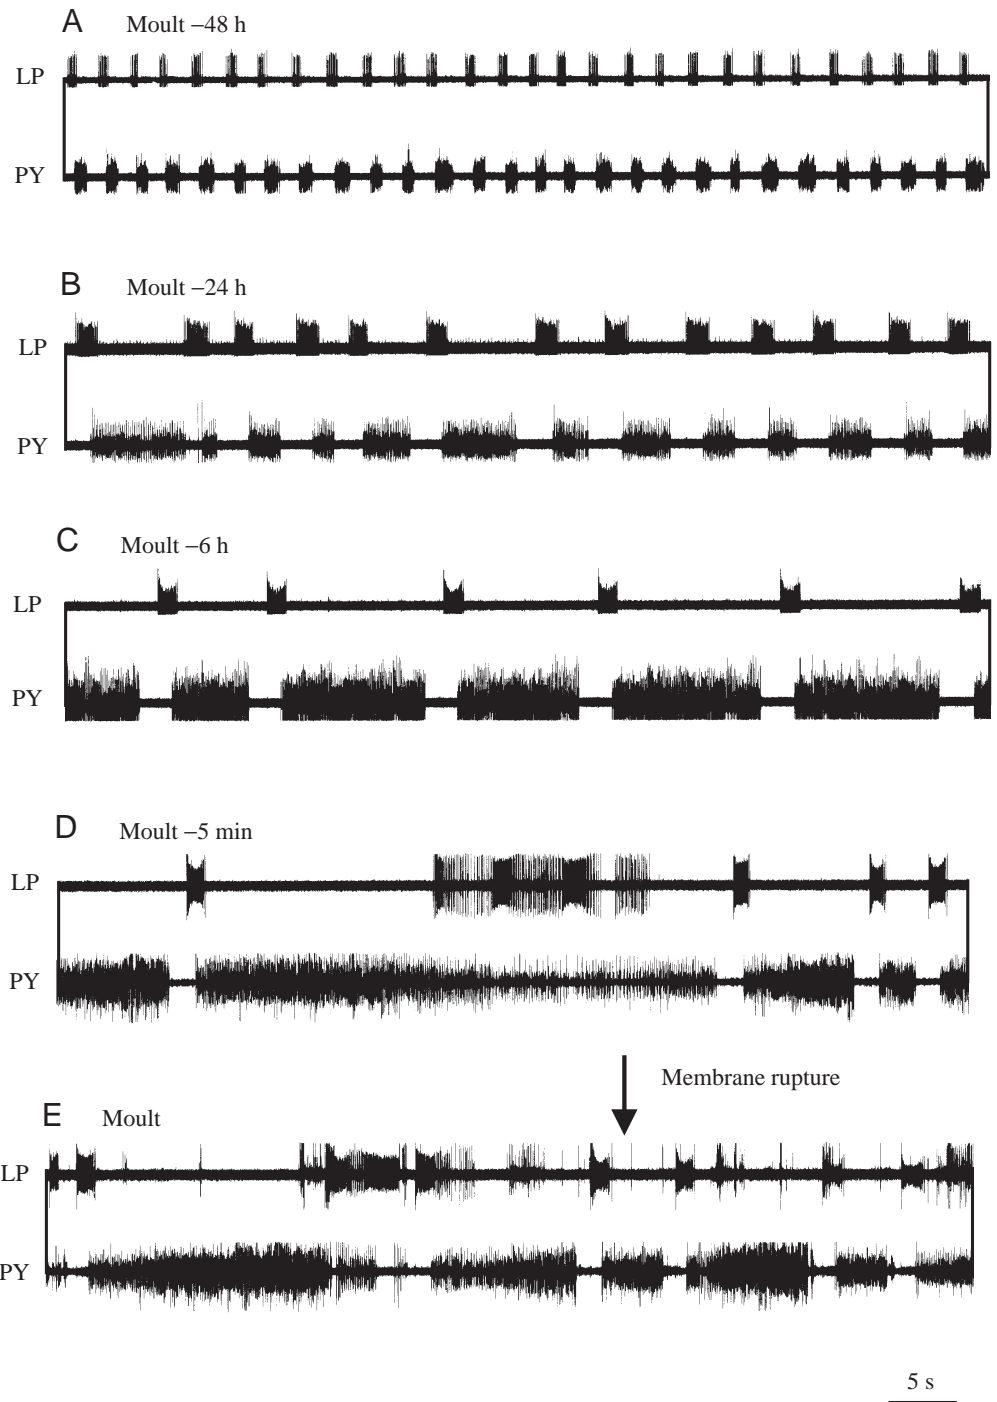 A Moult −48 h
LP
PY
B Moult −24 h
LP
PY
C Moult −6 h
LP
PY
D Moult −5 min
LP
PY
Membrane rupture
E Moult
LP
PY
5 s